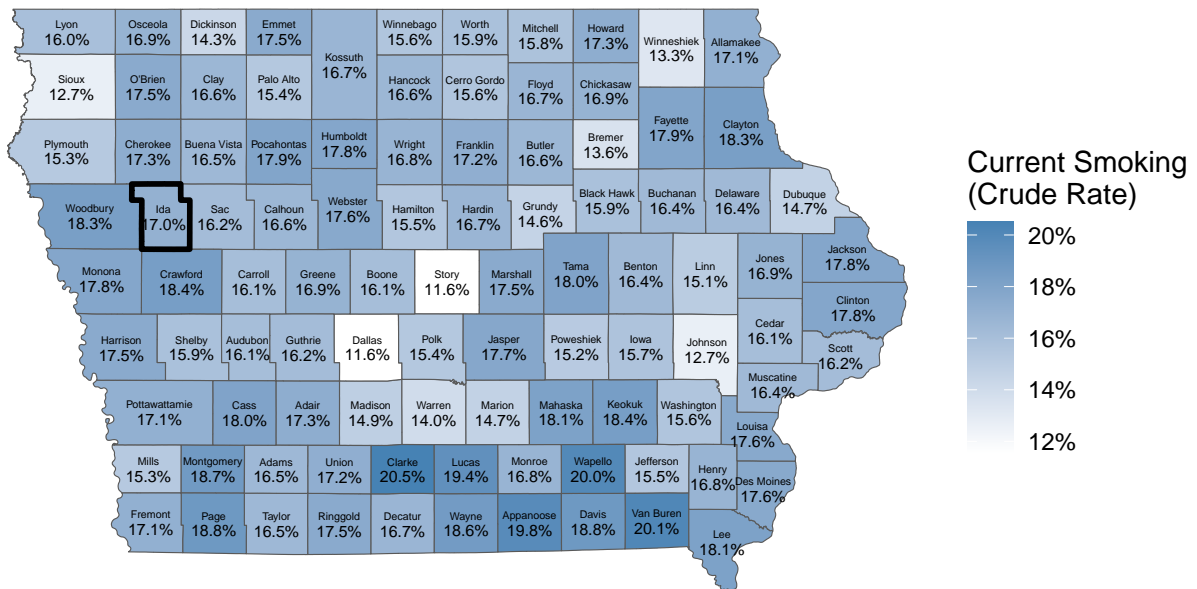 Lyon
16.0%
Osceola
16.9%
Dickinson
14.3%
Emmet
17.5%
Kossuth
16.7%
Winnebago
15.6%
Worth
15.9%
Mitchell
15.8%
Howard
17.3%
Winneshiek
13.3%
Allamakee
17.1%
Sioux
12.7%
O'Brien
17.5%
Clay
16.6%
Palo Alto
15.4%
Hancock
16.6%
Cerro Gordo
15.6%
Floyd
16.7%
Chickasaw
16.9%
Fayette
17.9%
Clayton
18.3%
Plymouth
15.3%
Cherokee
17.3%
Buena Vista
16.5%
Pocahontas
17.9%
Humboldt
17.8%
Wright
16.8%
Franklin
17.2%
Butler
16.6%
Bremer
13.6%
Woodbury
18.3%
Ida
17.0%
Sac
16.2%
Calhoun
16.6%
Webster
17.6%
Hamilton
15.5%
Hardin
16.7%
Grundy
14.6%
Black Hawk
15.9%
Buchanan
16.4%
Delaware
16.4%
Dubuque
14.7%
Monona
17.8%
Crawford
18.4%
Carroll
16.1%
Greene
16.9%
Boone
16.1%
Story
11.6%
Marshall
17.5%
Tama
18.0%
Benton
16.4%
Linn
15.1%
Jones
16.9%
Jackson
17.8%
Clinton
17.8%
Harrison
17.5%
Shelby
15.9%
Audubon
16.1%
Guthrie
16.2%
Dallas
11.6%
Polk
15.4%
Jasper
17.7%
Poweshiek
15.2%
Iowa
15.7%
Johnson
12.7%
Cedar
16.1%
Scott
16.2%
Muscatine
16.4%
Pottawattamie
17.1%
Cass
18.0%
Adair
17.3%
Madison
14.9%
Warren
14.0%
Marion
14.7%
Mahaska
18.1%
Keokuk
18.4%
Washington
15.6%
Louisa
17.6%
Mills
15.3%
Montgomery
18.7%
Adams
16.5%
Union
17.2%
Clarke
20.5%
Lucas
19.4%
Monroe
16.8%
Wapello
20.0%
Jefferson
15.5%
Henry
16.8%
Des Moines
17.6%
Fremont
17.1%
Page
18.8%
Taylor
16.5%
Ringgold
17.5%
Decatur
16.7%
Wayne
18.6%
Appanoose
19.8%
Davis
18.8%
Van Buren
20.1%
Lee
18.1%
Current Smoking
(Crude Rate)
20%
18%
16%
14%
12%